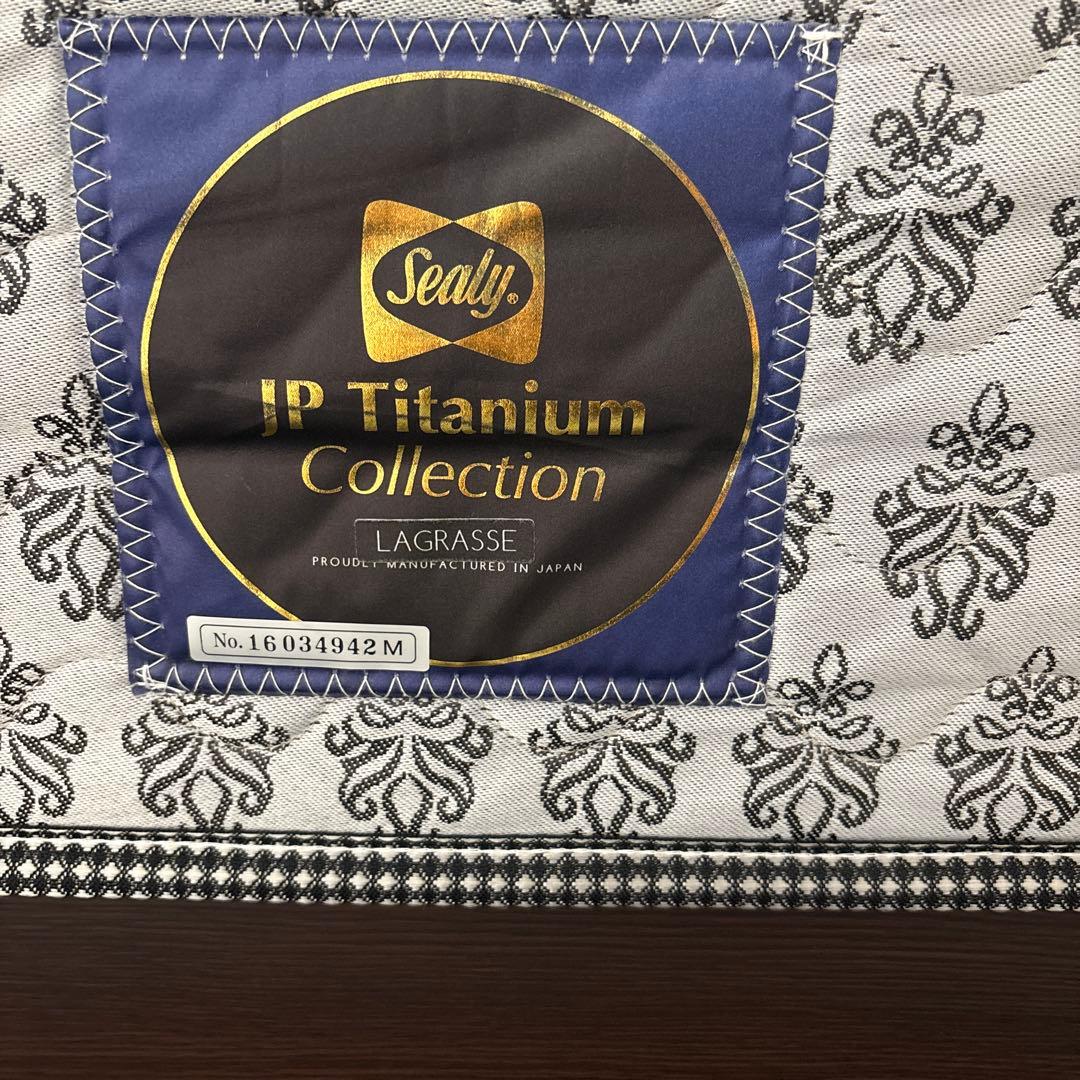 Sealy®
JP Titanium
Collection
LAGRASSE
PROUDLY MANUFACTURED IN JAPAN
No. 16034942M